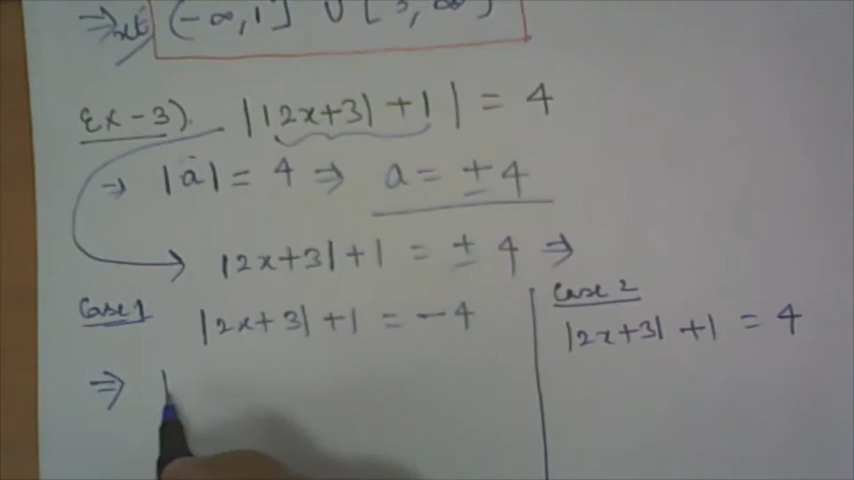 (-∞, 1] ∪ [3, ∞)
Ex-3) ||2x+3|+1| = 4
⇒ |a| = 4 ⇒ a = ±4
|2x+3|+1 = ±4 ⇒
Case 1 |2x+3|+1 = -4
Case 2
|2x+3|+1 = 4
⇒ |